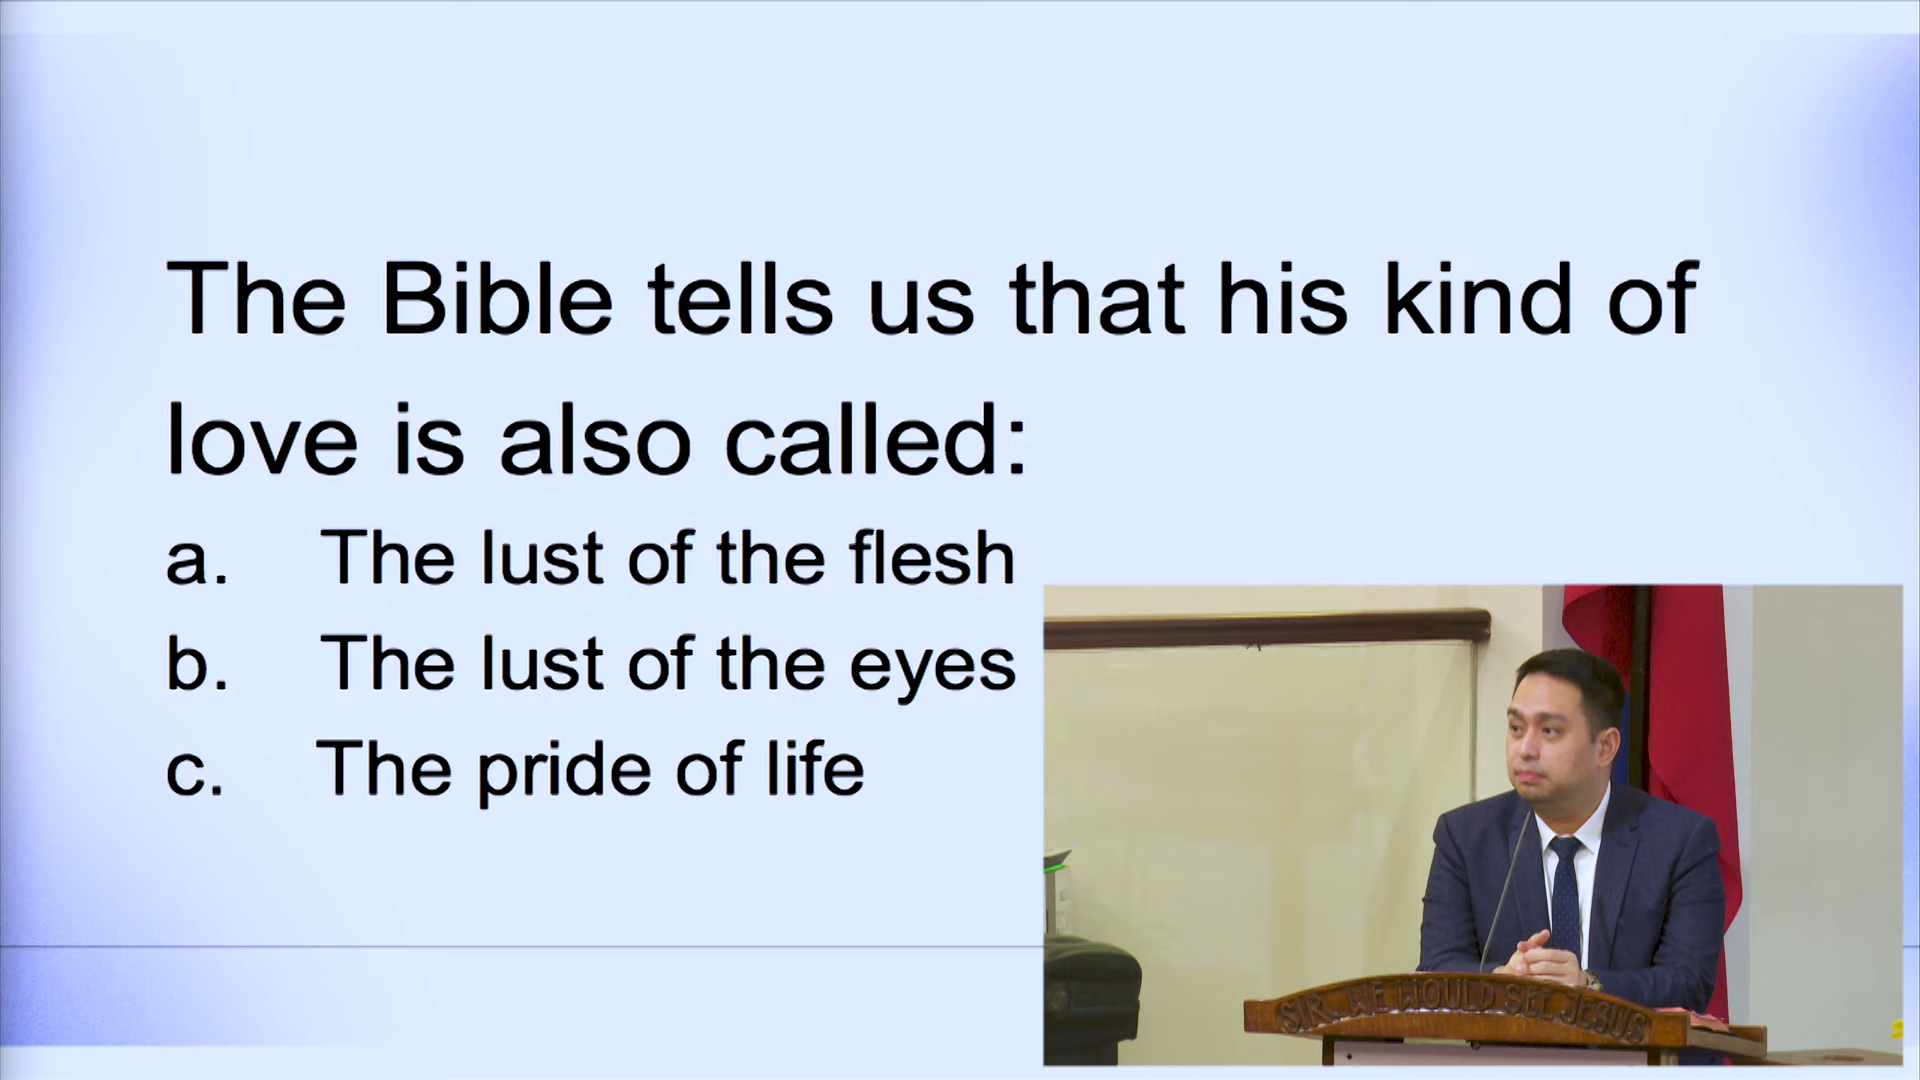 The Bible tells us that his kind of
love is also called:
a. The lust of the flesh
b. The lust of the eyes
c. The pride of life
SIR, WE WOULD SEE JESUS